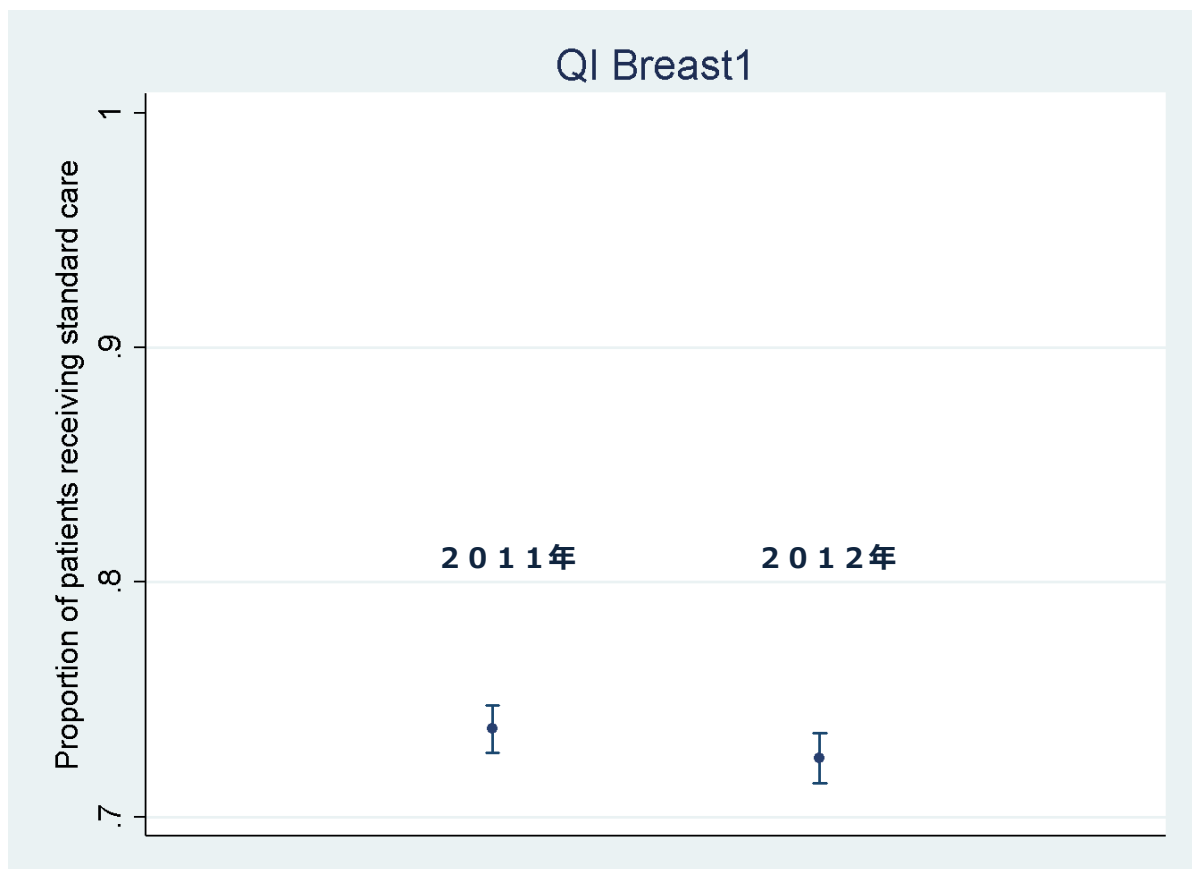 QI Breast1
Proportion of patients receiving standard care
1
.9
.8
.7
２０１１年
２０１２年